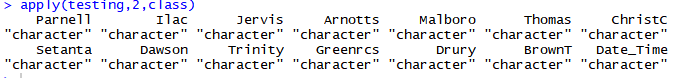 > apply(testing,2,class)
Parnell Ilac Jervis Arnotts Malboro Thomas ChristC
"character" "character" "character" "character" "character" "character" "character"
Setanta Dawson Trinity Greenrcs Drury BrownT Date_Time
"character" "character" "character" "character" "character" "character" "character"